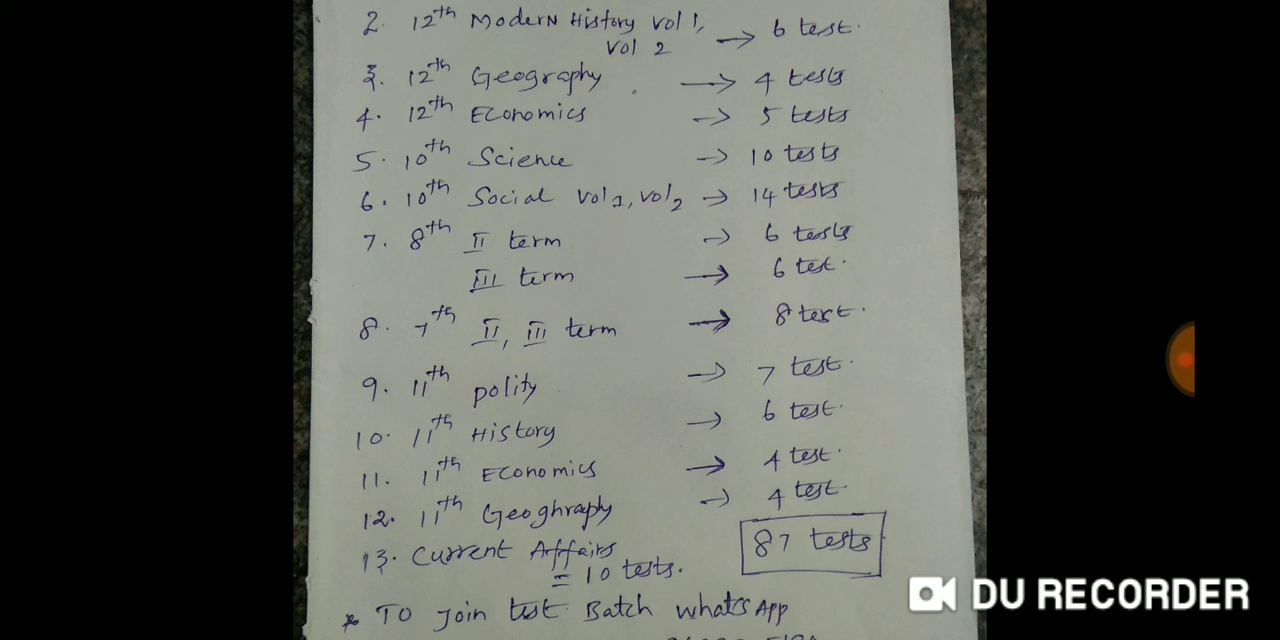 2. 12th Modern History vol 1,
vol 2 → 6 test.
3. 12th Geography → 4 tests
4. 12th Economics → 5 tests
5. 10th Science → 10 tests
6. 10th Social vol1, vol2 → 14 tests
7. 8th II term → 6 tests
III term → 6 test.
8. 7th II, III term → 8 test.
9. 11th polity → 7 test.
10. 11th History → 6 test.
11. 11th Economics → 4 test.
12. 11th Geoghraphy → 4 test.
13. Current Affairs
= 10 tests.
87 tests
* To Join test Batch whatsApp
DU RECORDER